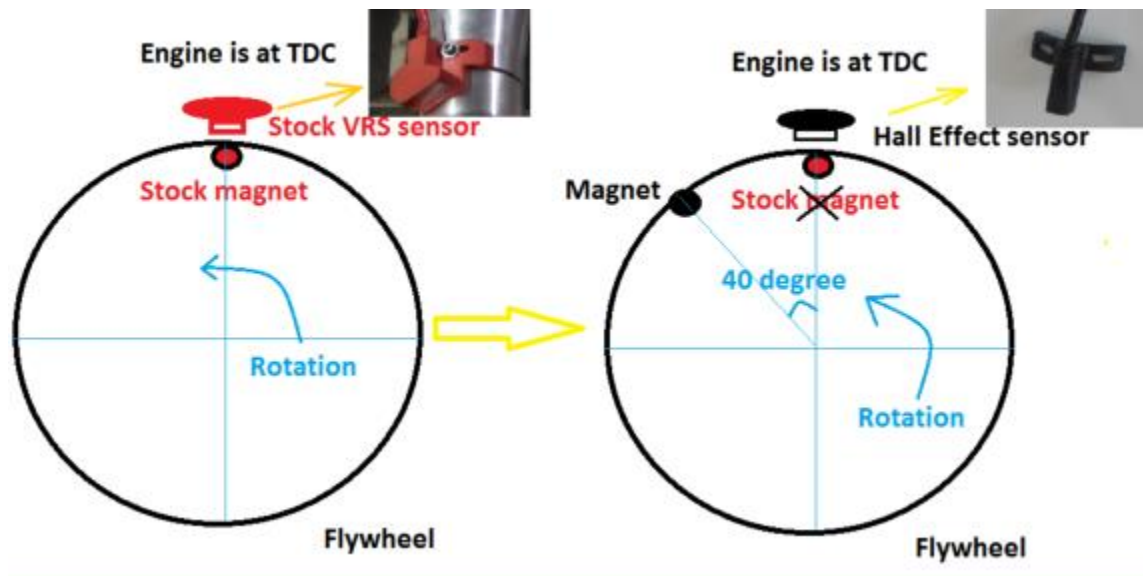 Engine is at TDC
Stock VRS sensor
Stock magnet
Rotation
Flywheel
Engine is at TDC
Hall Effect sensor
Magnet
Stock magnet
40 degree
Rotation
Flywheel